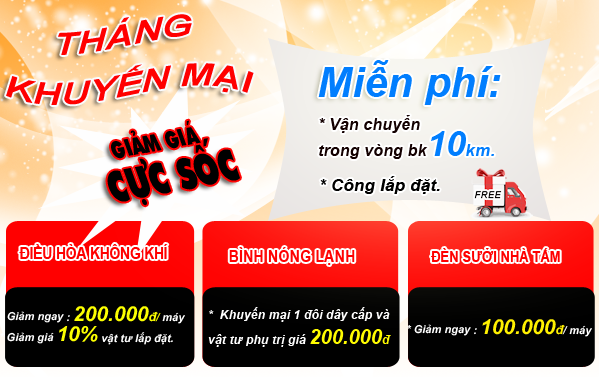 THÁNG
KHUYẾN MẠI
GIẢM GIÁ
CỰC SỐC
Miễn phí:
* Vận chuyển
trong vòng bk 10km.
* Công lắp đặt.
FREE
ĐIỀU HÒA KHÔNG KHÍ
Giảm ngay : 200.000đ/ máy
Giảm giá 10% vật tư lắp đặt.
BÌNH NÓNG LẠNH
* Khuyến mại 1 đôi dây cấp và
vật tư phụ trị giá 200.000đ
ĐÈN SƯỞI NHÀ TẮM
* Giảm ngay : 100.000đ/ máy